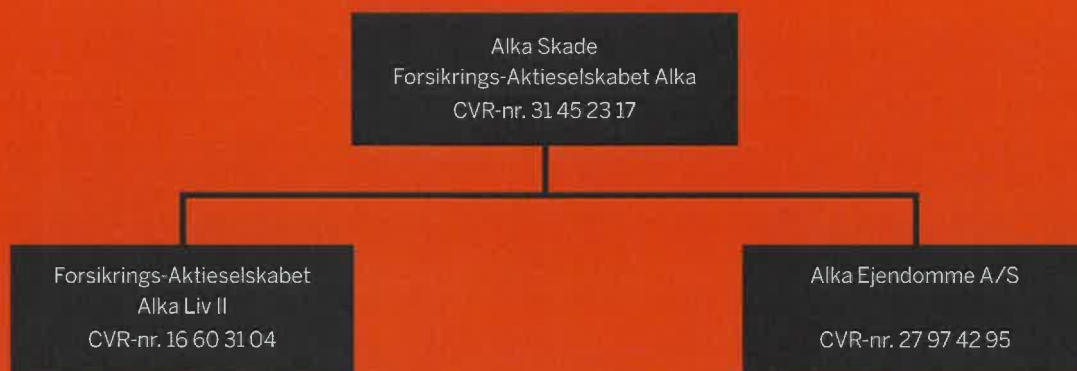 Alka Skade
Forsikrings-Aktieselskabet Alka
CVR-nr. 31 45 23 17
Forsikrings-Aktieselskabet
Alka Liv II
CVR-nr. 16 60 31 04
Alka Ejendomme A/S
CVR-nr. 27 97 42 95